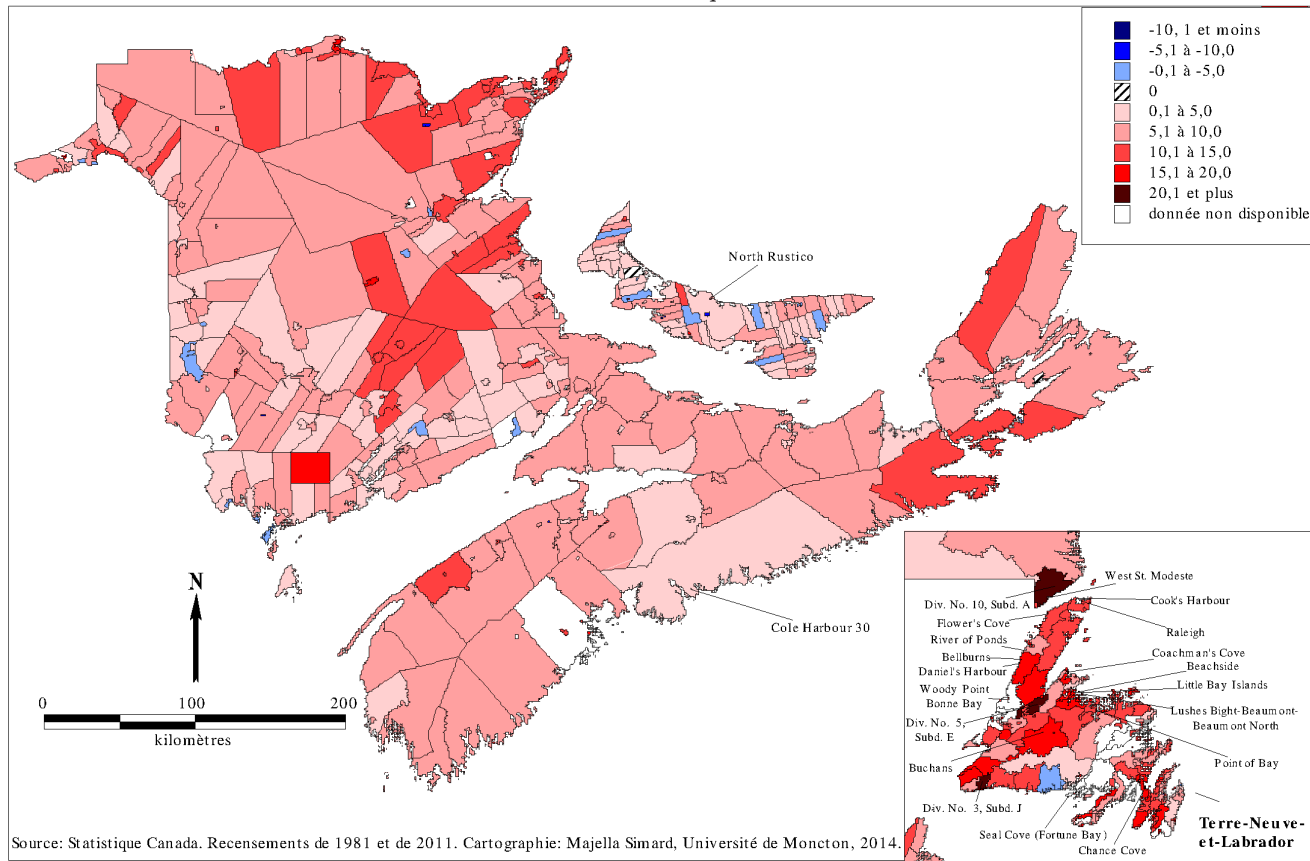 -10, 1 et moins
-5,1 à -10,0
-0,1 à -5,0
0
0,1 à 5,0
5,1 à 10,0
10,1 à 15,0
15,1 à 20,0
20,1 et plus
donnée non disponible
North Rustico
N
Cole Harbour 30
0 100 200
kilomètres
West St. Modeste
Div. No. 10, Subd. A
Cook's Harbour
Flower's Cove
Raleigh
River of Ponds
Bellburns
Coachman's Cove
Daniel's Harbour
Beachside
Woody Point
Little Bay Islands
Bonne Bay
Lushes Bight-Beaumont-
Beaumont North
Div. No. 5,
Subd. E
Buchans
Point of Bay
Div. No. 3, Subd. J
Seal Cove (Fortune Bay)
Chance Cove
Terre-Neuve-
et-Labrador
Source: Statistique Canada. Recensements de 1981 et de 2011. Cartographie: Majella Simard, Université de Moncton, 2014.